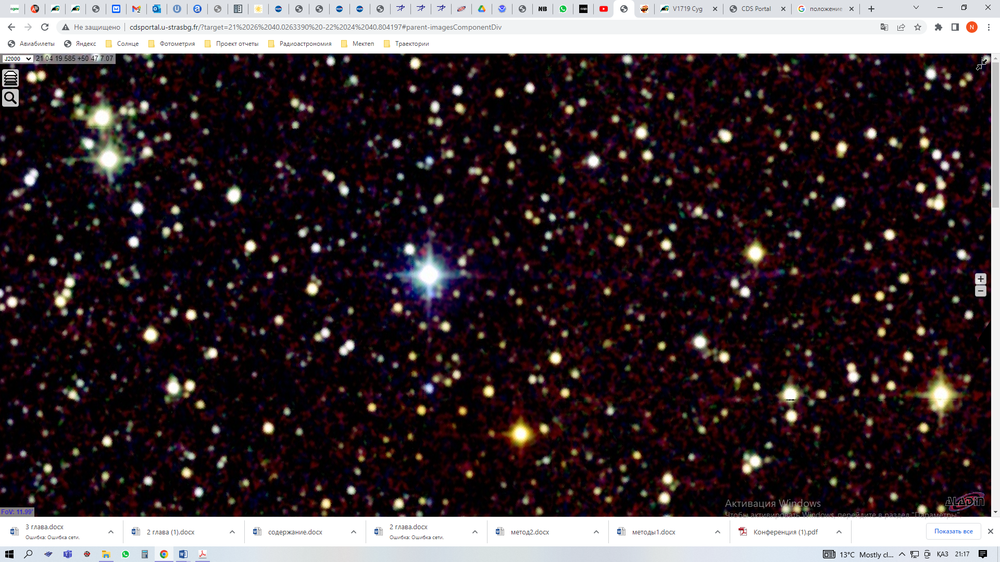 V1719 Cyg
CDS Portal
положение
Не защищено
cdsportal.u-strasbg.fr/?target=21%2026%2040.0263390%20-22%2024%2040.804197#parent-imagesComponentDiv
N
Авиабилеты
Яндекс
Солнце
Фотометрия
Проект отчеты
Радиоастрономия
Мектеп
Траектории
J2000
21 04 19.585 +50 47 7.07
+
−
ALADIN
FoV: 11.99'
Активация Windows
Чтобы активировать Windows, перейдите в раздел "Параметры".
3 глава.docx
Ошибка: Ошибка сети.
2 глава (1).docx
содержание.docx
2 глава.docx
Ошибка: Ошибка сети.
метод2.docx
методы1.docx
Конференция (1).pdf
Показать все
13°C Mostly cl...
ҚАЗ
21:17